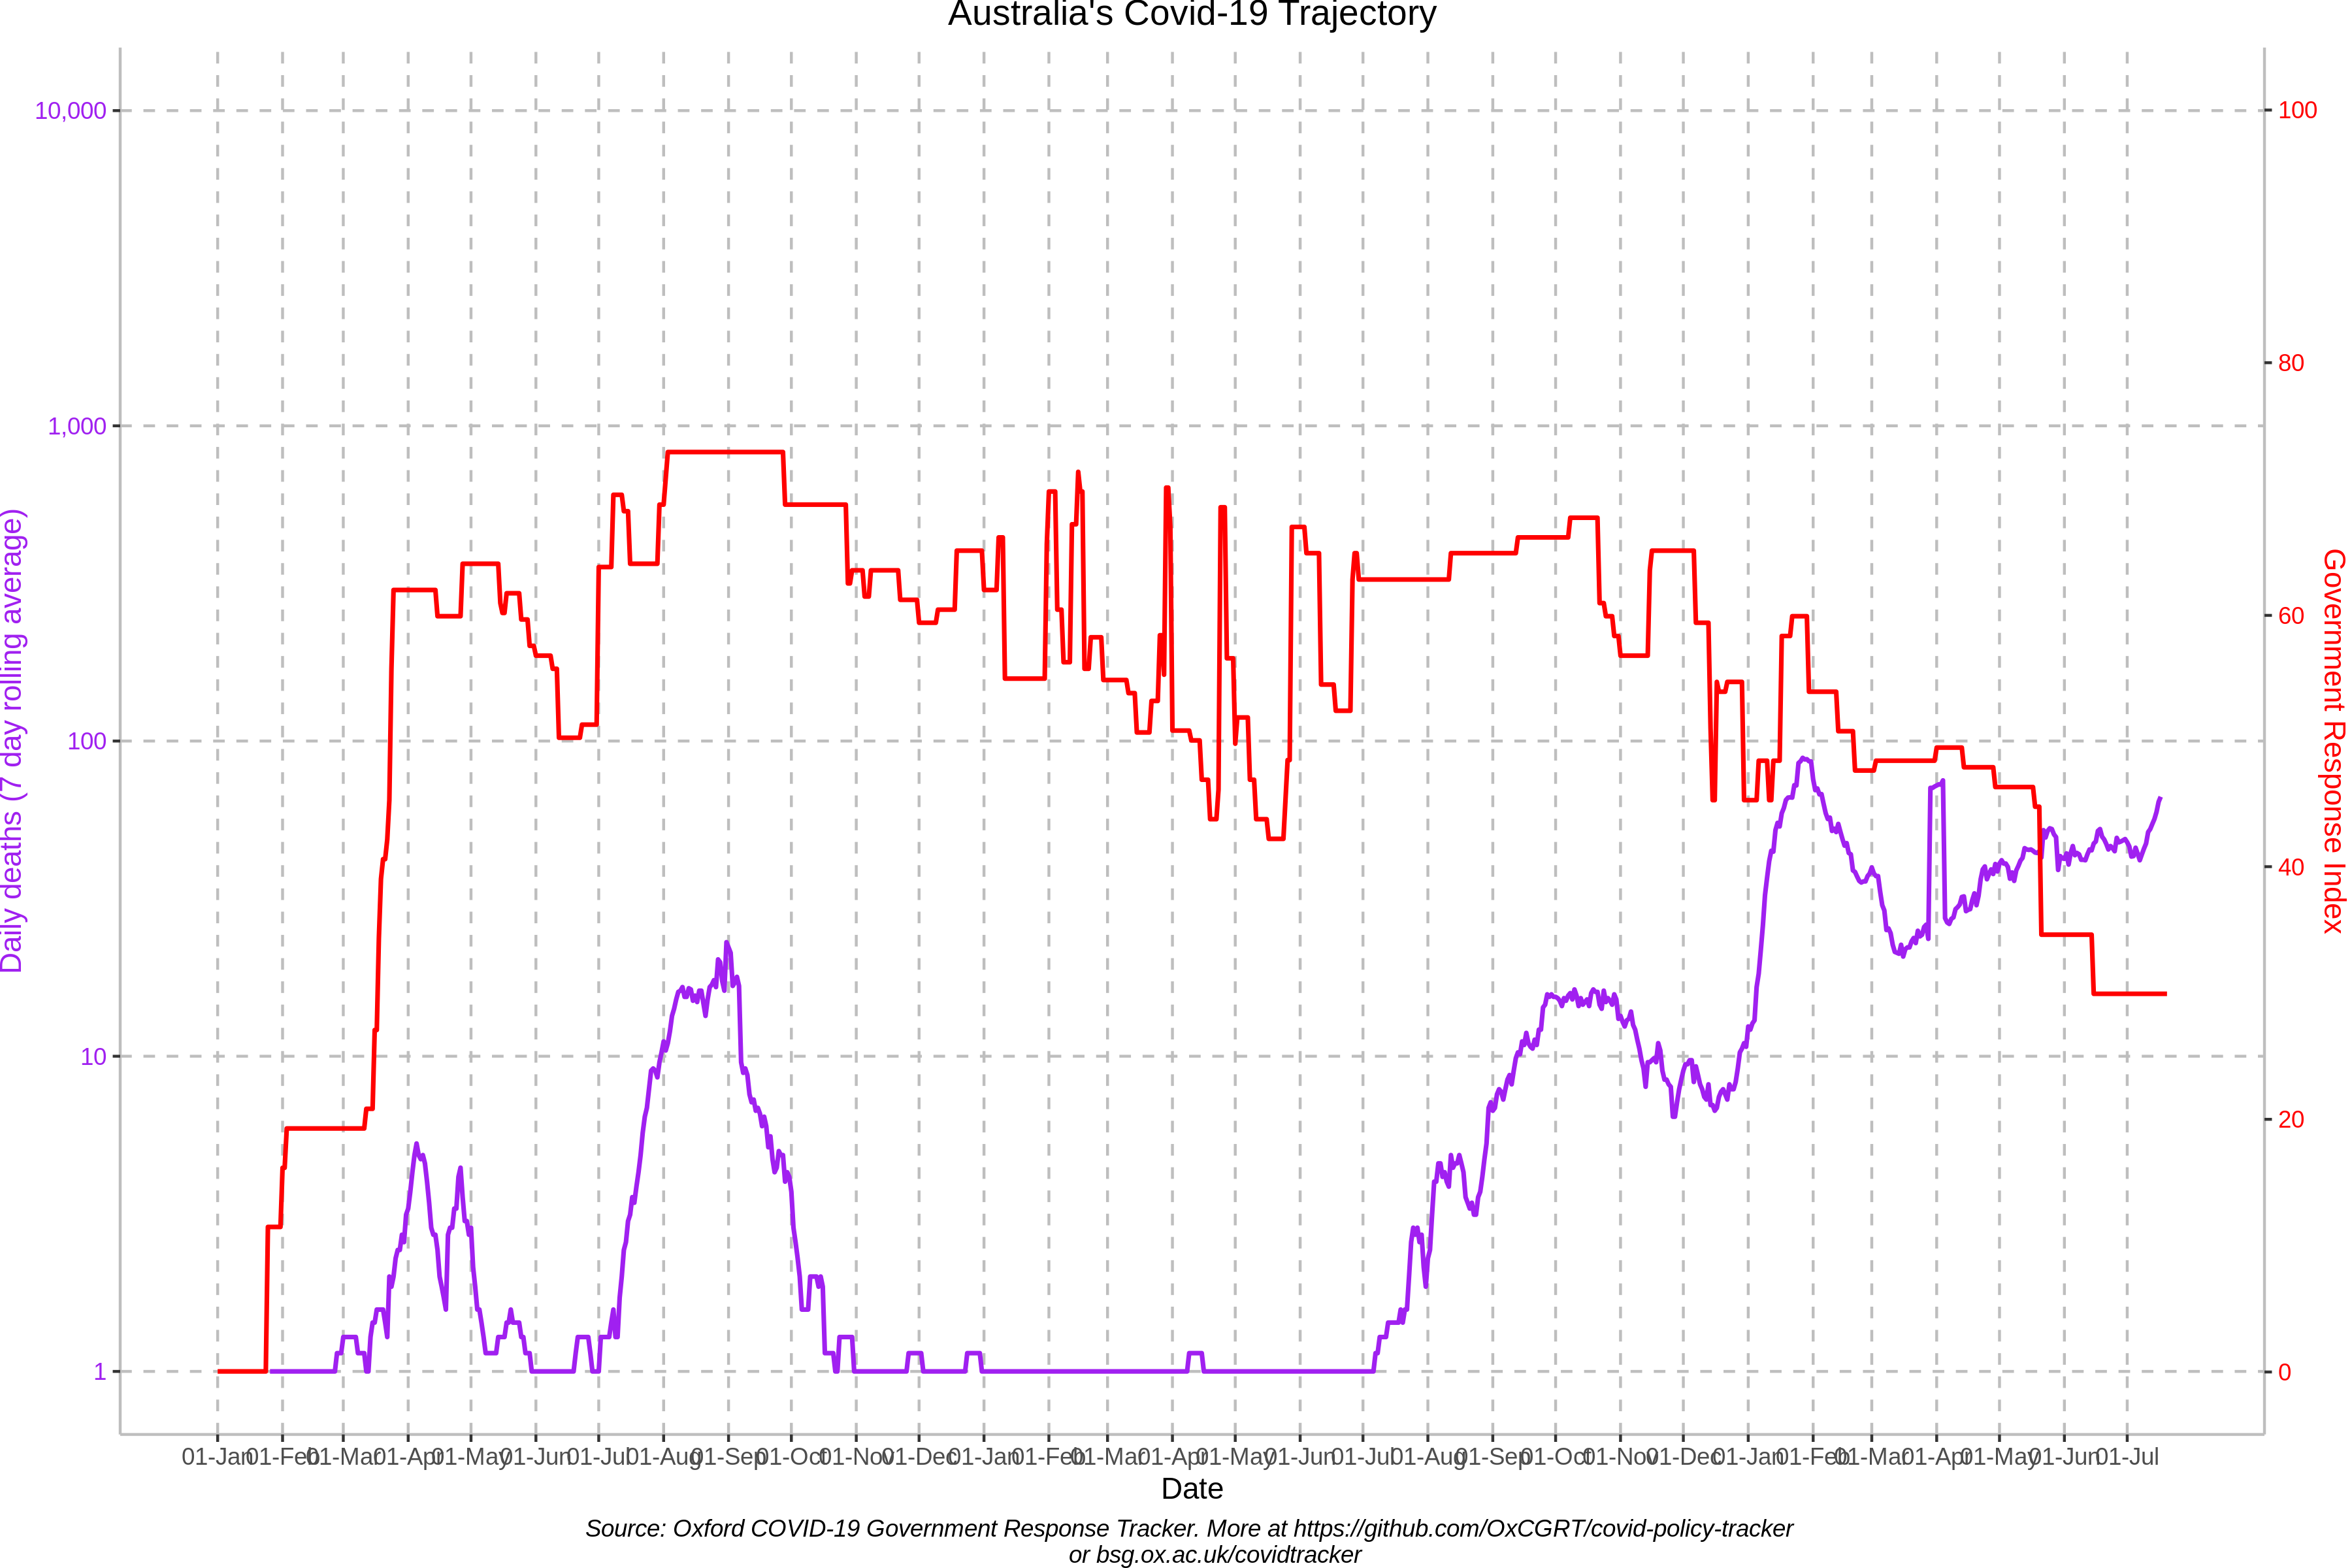 Australia's Covid-19 Trajectory
10,000
1,000
100
10
1
Daily deaths (7 day rolling average)
100
80
60
40
20
0
Government Response Index
01-Jan 01-Feb 01-Mar 01-Apr 01-May 01-Jun 01-Jul 01-Aug 01-Sep 01-Oct 01-Nov 01-Dec 01-Jan 01-Feb 01-Mar 01-Apr 01-May 01-Jun 01-Jul 01-Aug 01-Sep 01-Oct 01-Nov 01-Dec 01-Jan 01-Feb 01-Mar 01-Apr 01-May 01-Jun 01-Jul
Date
Source: Oxford COVID-19 Government Response Tracker. More at https://github.com/OxCGRT/covid-policy-tracker
or bsg.ox.ac.uk/covidtracker